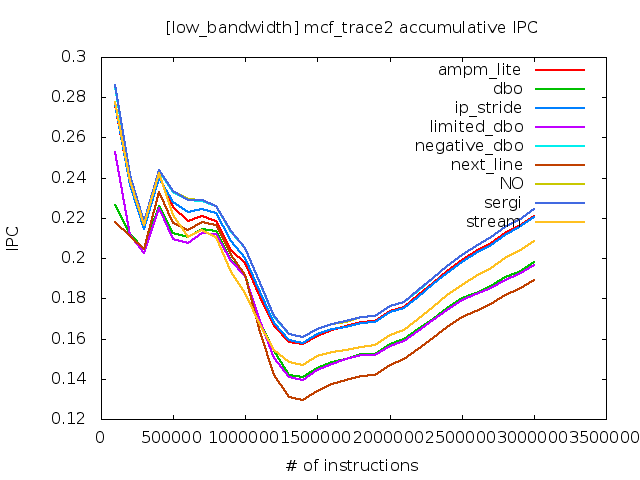 [low_bandwidth] mcf_trace2 accumulative IPC
0.3
0.28
0.26
0.24
0.22
0.2
0.18
0.16
0.14
0.12
IPC
ampm_lite
dbo
ip_stride
limited_dbo
negative_dbo
next_line
NO
sergi
stream
0 500000 1000000 1500000 2000000 2500000 3000000 3500000
# of instructions